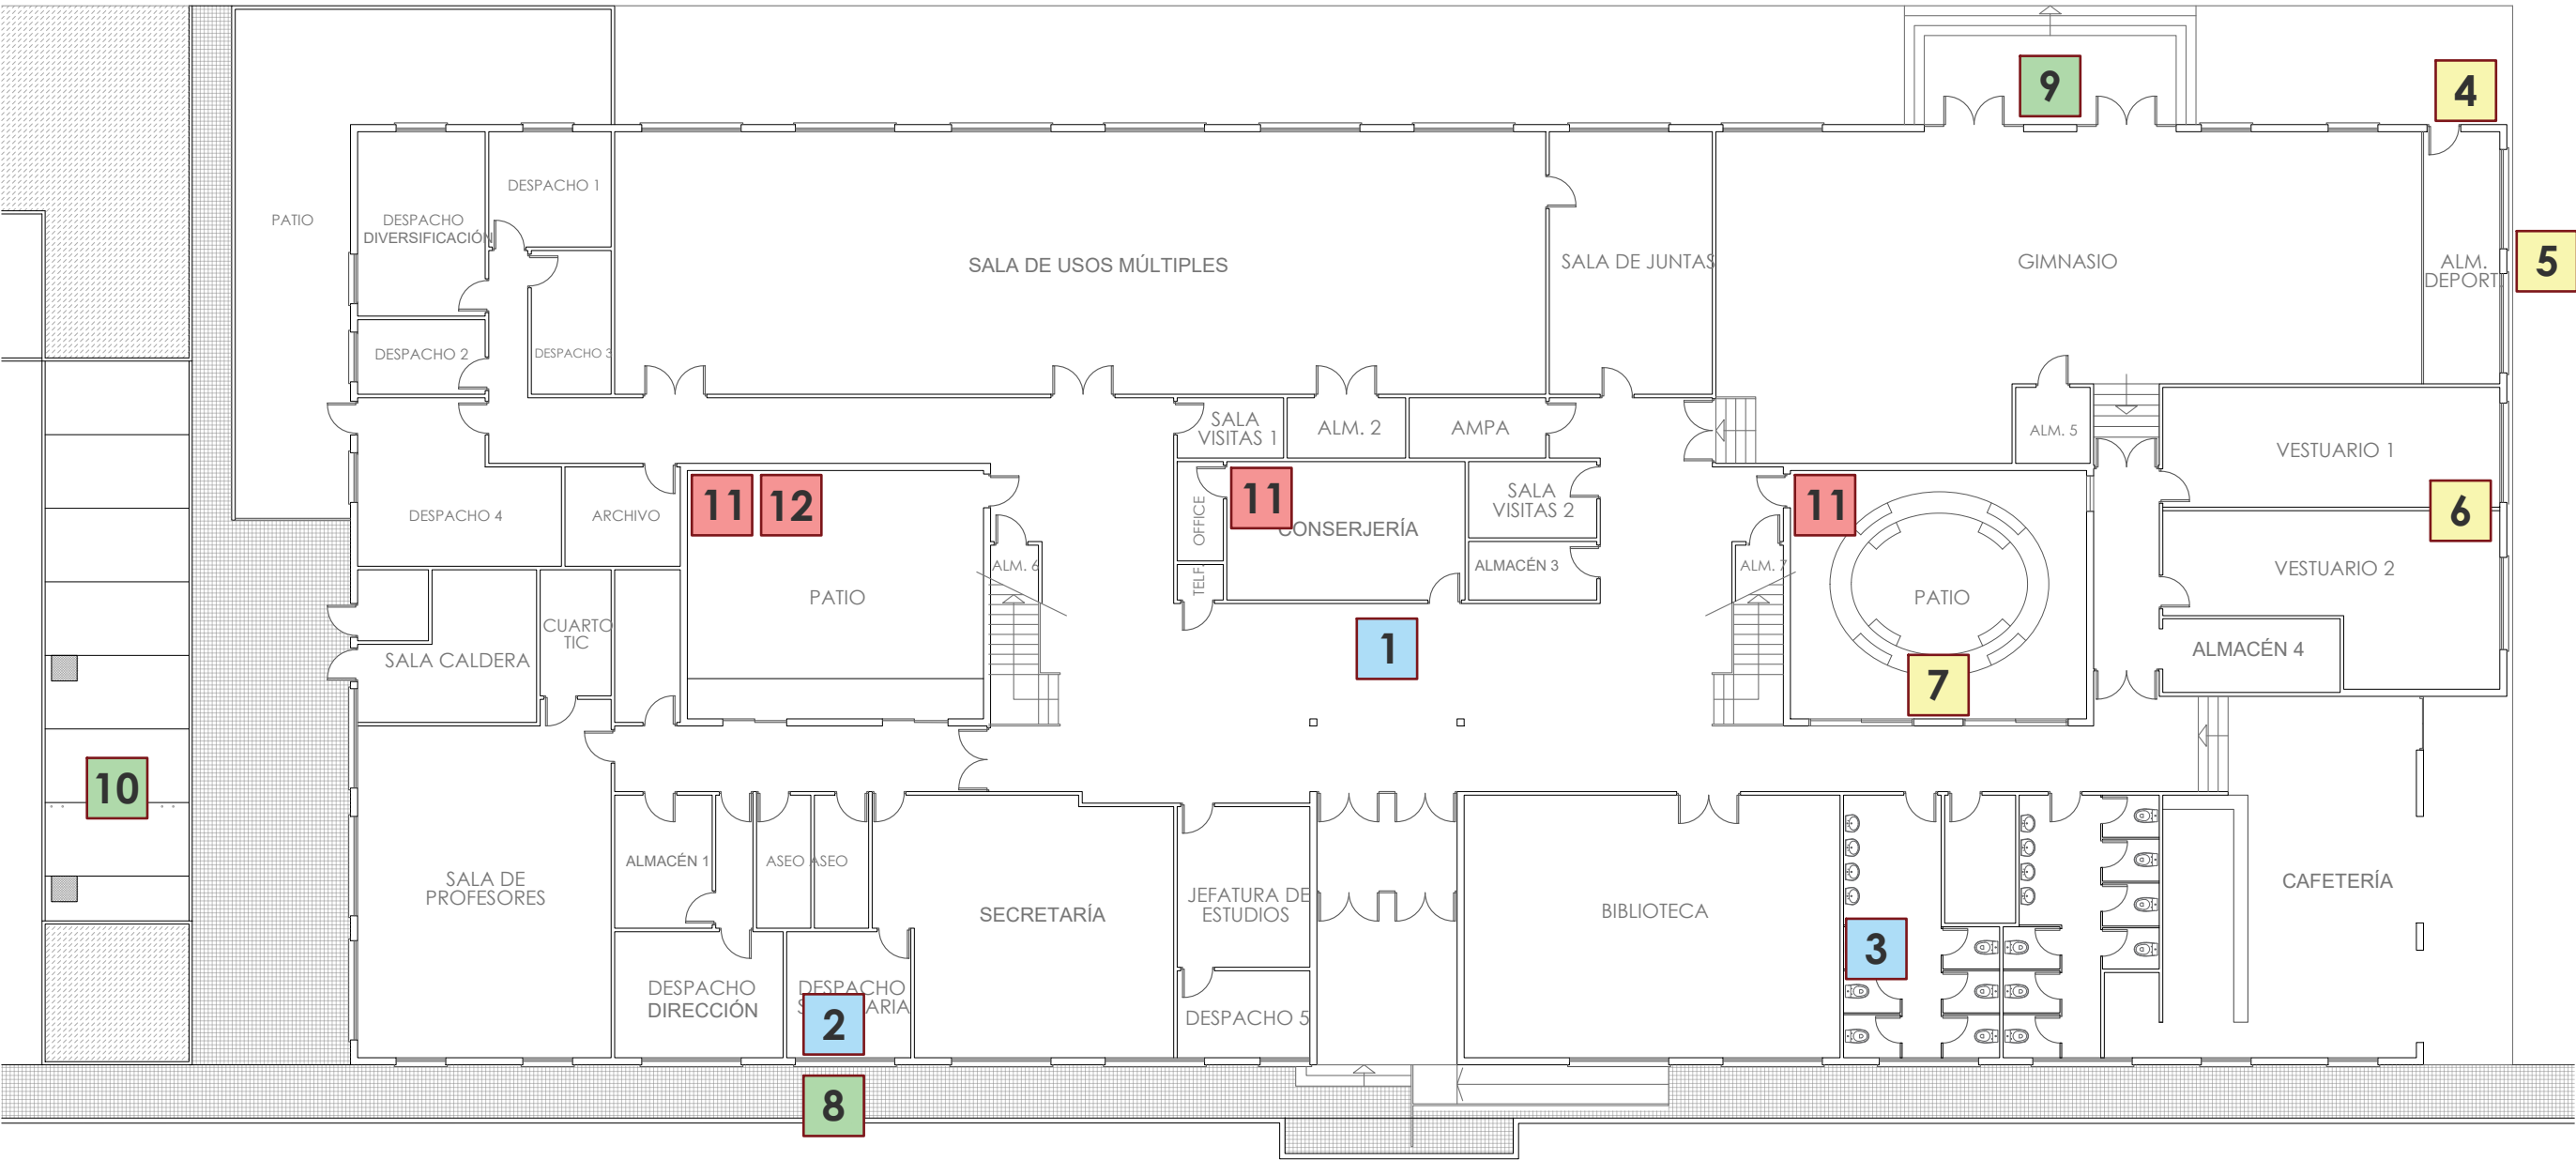 9
4
DESPACHO 1
PATIO
DESPACHO
DIVERSIFICACIÓN
SALA DE USOS MÚLTIPLES
SALA DE JUNTAS
GIMNASIO
ALM.
DEPORT.
5
DESPACHO 2
DESPACHO 3
SALA
VISITAS 1
ALM. 2
AMPA
ALM. 5
VESTUARIO 1
11
12
11
11
6
DESPACHO 4
ARCHIVO
OFFICE
CONSERJERÍA
SALA
VISITAS 2
ALM. 6
TELF.
ALMACÉN 3
ALM. 7
VESTUARIO 2
PATIO
PATIO
CUARTO
TIC
SALA CALDERA
1
7
ALMACÉN 4
10
SALA DE
PROFESORES
ALMACÉN 1
ASEO
ASEO
SECRETARÍA
JEFATURA DE
ESTUDIOS
BIBLIOTECA
3
CAFETERÍA
DESPACHO
DIRECCIÓN
DESPACHO
2
DESPACHO 5
8